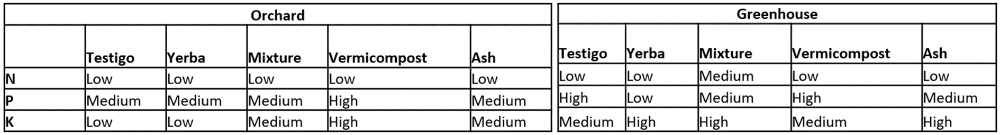 Orchard
Testigo Yerba Mixture Vermicompost Ash
N Low Low Low Low Low
P Medium Medium Medium High Medium
K Low Low Medium High Medium
Greenhouse
Testigo Yerba Mixture Vermicompost Ash
Low Low Medium Low Low
High Low Medium High Medium
Medium High High Medium High